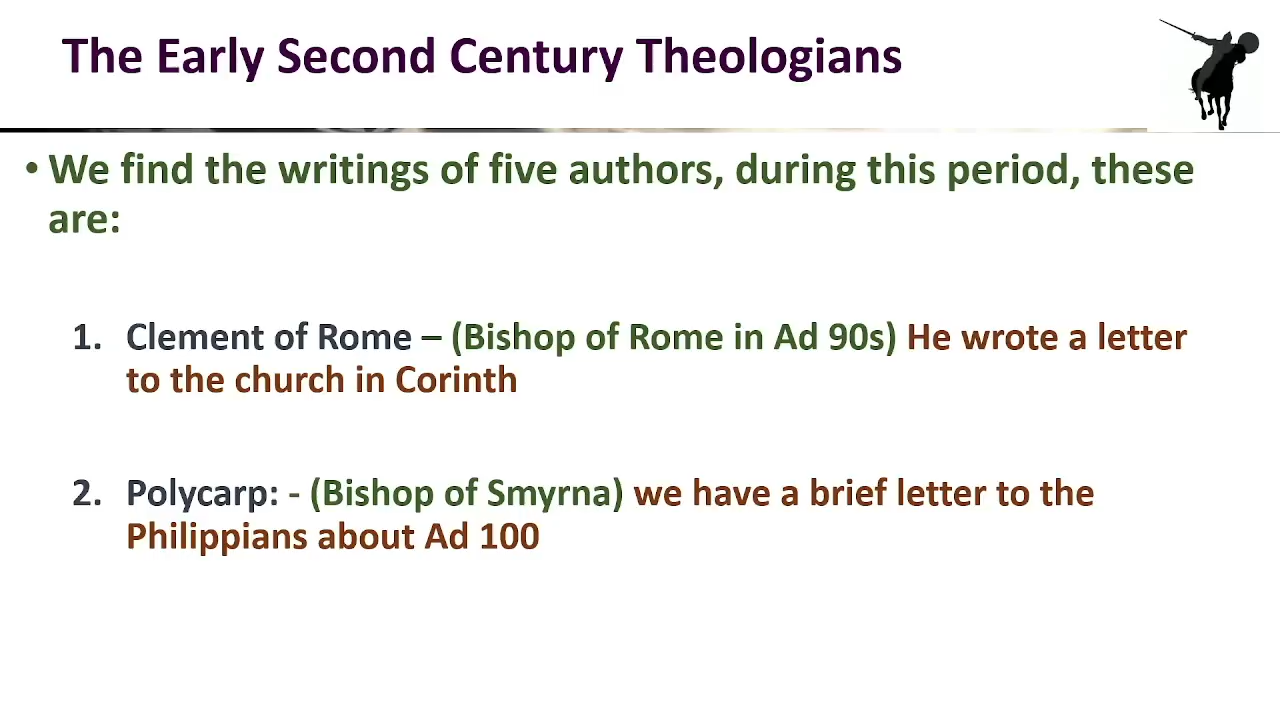 The Early Second Century Theologians
• We find the writings of five authors, during this period, these
are:
1. Clement of Rome – (Bishop of Rome in Ad 90s) He wrote a letter
to the church in Corinth
2. Polycarp: - (Bishop of Smyrna) we have a brief letter to the
Philippians about Ad 100